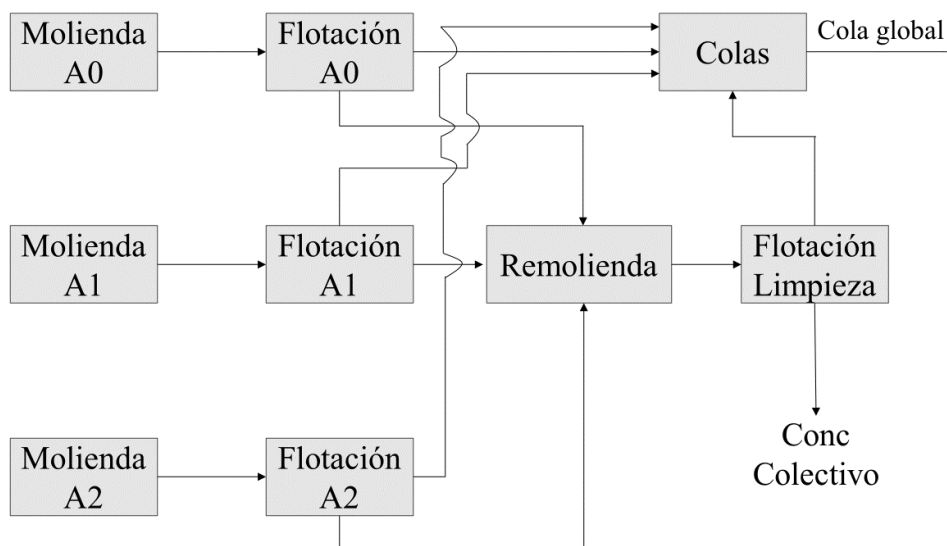 Molienda
A0
Flotación
A0
Colas
Cola global
Molienda
A1
Flotación
A1
Remolienda
Flotación
Limpieza
Molienda
A2
Flotación
A2
Conc
Colectivo